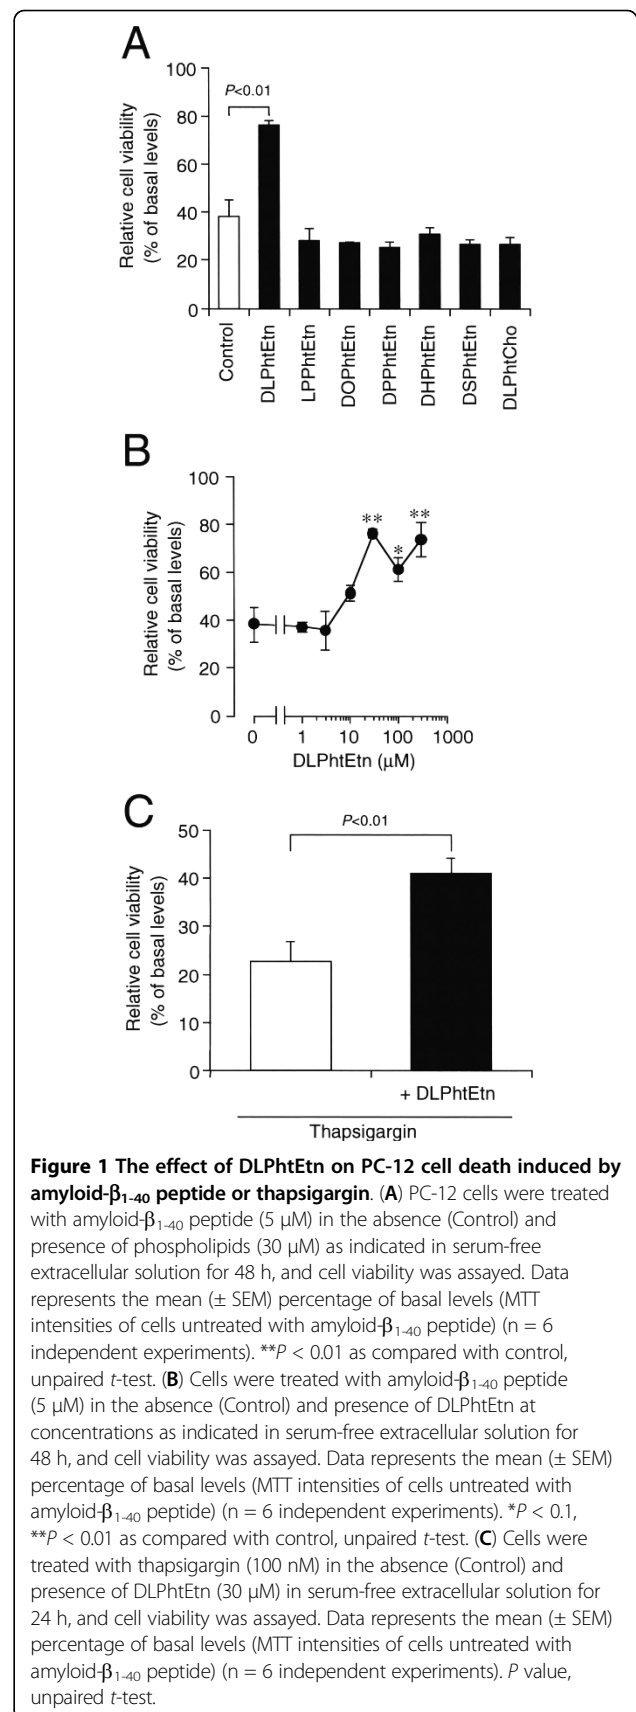 A
100
80
60
40
20
0
Relative cell viability
(% of basal levels)
P<0.01
Control
DLPhtEtn
LPPhtEtn
DOPhtEtn
DPPhtEtn
DHPhtEtn
DSPhtEtn
DLPhtCho
B
100
80
60
40
20
0
Relative cell viability
(% of basal levels)
**
*
**
0 1 10 100 1000
DLPhtEtn (μM)
C
50
40
30
20
10
0
Relative cell viability
(% of basal levels)
P<0.01
+ DLPhtEtn
Thapsigargin
Figure 1 The effect of DLPhtEtn on PC-12 cell death induced by
amyloid-β1-40 peptide or thapsigargin. (A) PC-12 cells were treated
with amyloid-β1-40 peptide (5 μM) in the absence (Control) and
presence of phospholipids (30 μM) as indicated in serum-free
extracellular solution for 48 h, and cell viability was assayed. Data
represents the mean (± SEM) percentage of basal levels (MTT
intensities of cells untreated with amyloid-β1-40 peptide) (n = 6
independent experiments). **P < 0.01 as compared with control,
unpaired t-test. (B) Cells were treated with amyloid-β1-40 peptide
(5 μM) in the absence (Control) and presence of DLPhtEtn at
concentrations as indicated in serum-free extracellular solution for
48 h, and cell viability was assayed. Data represents the mean (± SEM)
percentage of basal levels (MTT intensities of cells untreated with
amyloid-β1-40 peptide) (n = 6 independent experiments). *P < 0.1,
**P < 0.01 as compared with control, unpaired t-test. (C) Cells were
treated with thapsigargin (100 nM) in the absence (Control) and
presence of DLPhtEtn (30 μM) in serum-free extracellular solution for
24 h, and cell viability was assayed. Data represents the mean (± SEM)
percentage of basal levels (MTT intensities of cells untreated with
amyloid-β1-40 peptide) (n = 6 independent experiments). P value,
unpaired t-test.